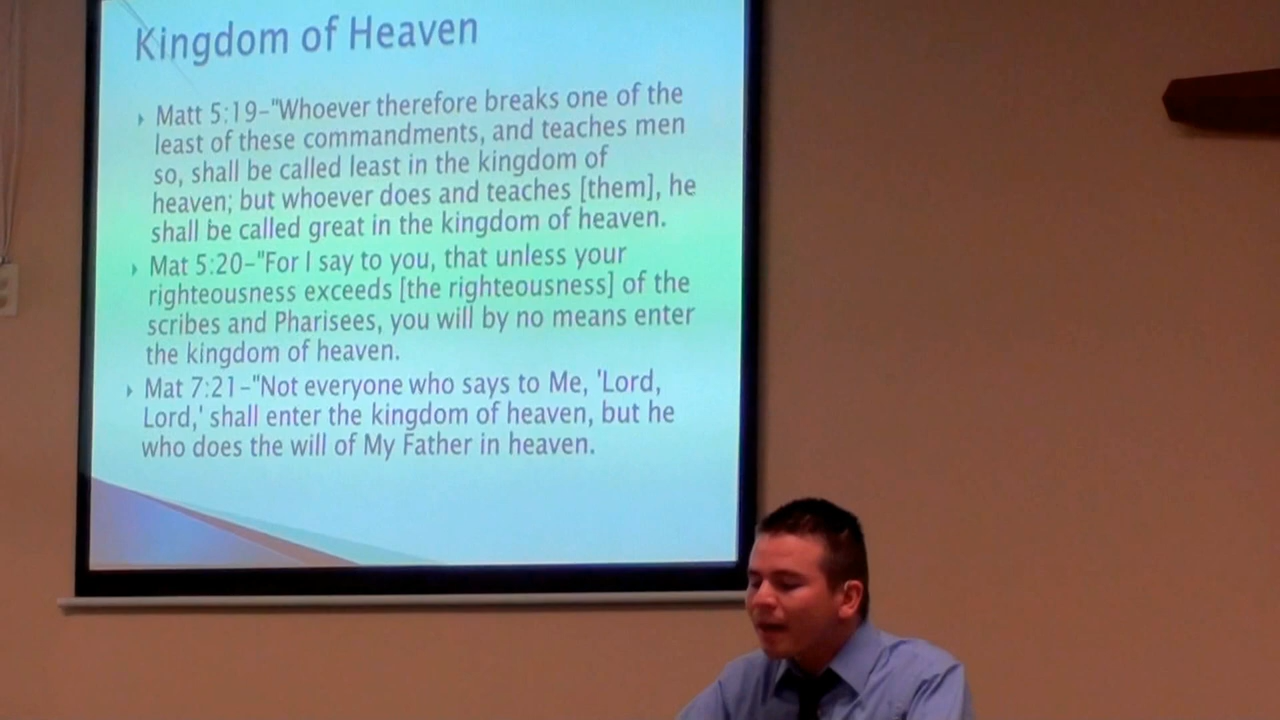 Kingdom of Heaven
Matt 5:19-"Whoever therefore breaks one of the
least of these commandments, and teaches men
so, shall be called least in the kingdom of
heaven; but whoever does and teaches [them], he
shall be called great in the kingdom of heaven.
Mat 5:20-"For I say to you, that unless your
righteousness exceeds [the righteousness] of the
scribes and Pharisees, you will by no means enter
the kingdom of heaven.
Mat 7:21-"Not everyone who says to Me, 'Lord,
Lord,' shall enter the kingdom of heaven, but he
who does the will of My Father in heaven.